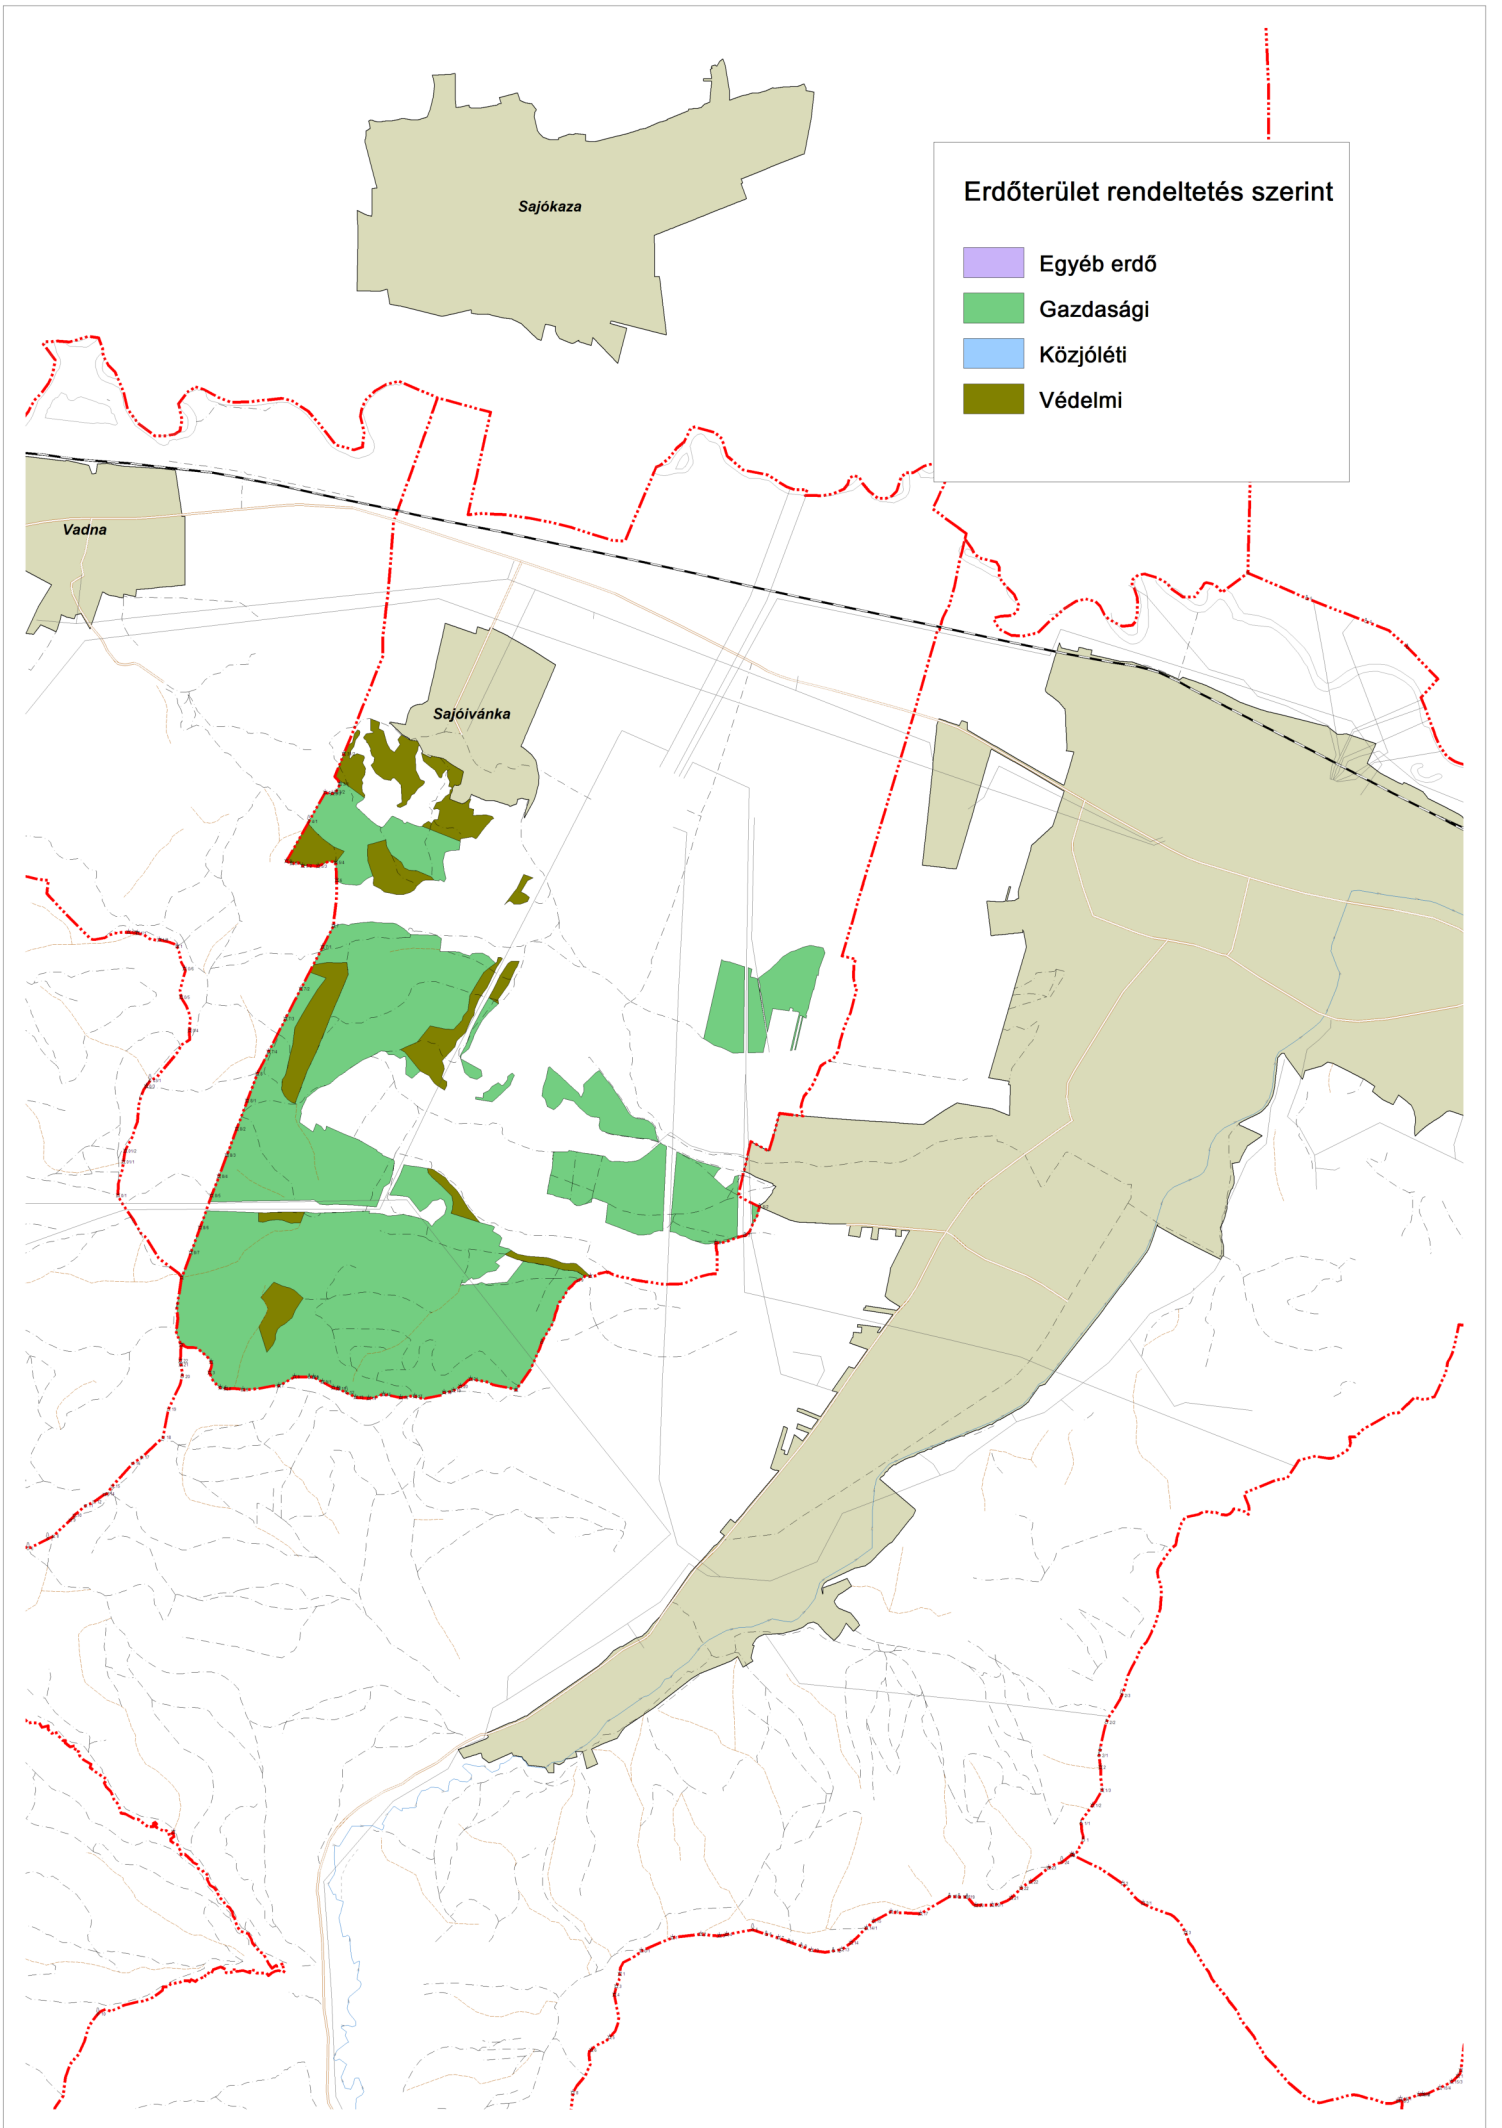 Sajókaza
Erdőterület rendeltetés szerint
Egyéb erdő
Gazdasági
Közjóléti
Védelmi
Vadna
Sajóivánka